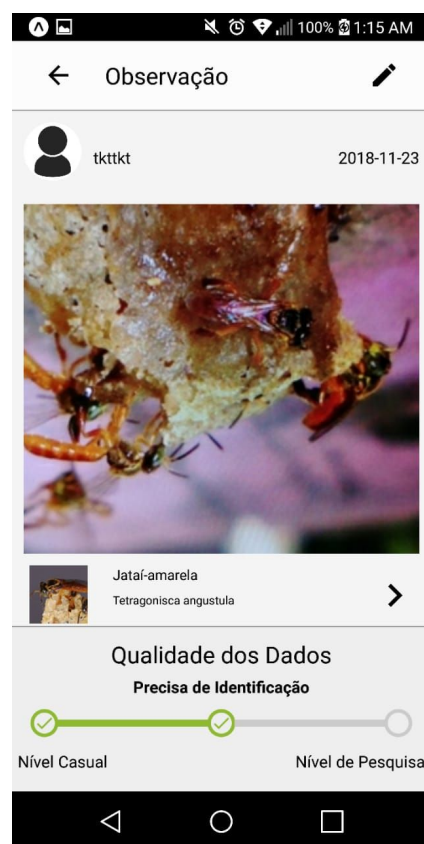 100% 1:15 AM
Observação
tkttkt 2018-11-23
Jataí-amarela
Tetragonisca angustula
Qualidade dos Dados
Precisa de Identificação
Nível Casual Nível de Pesquisa